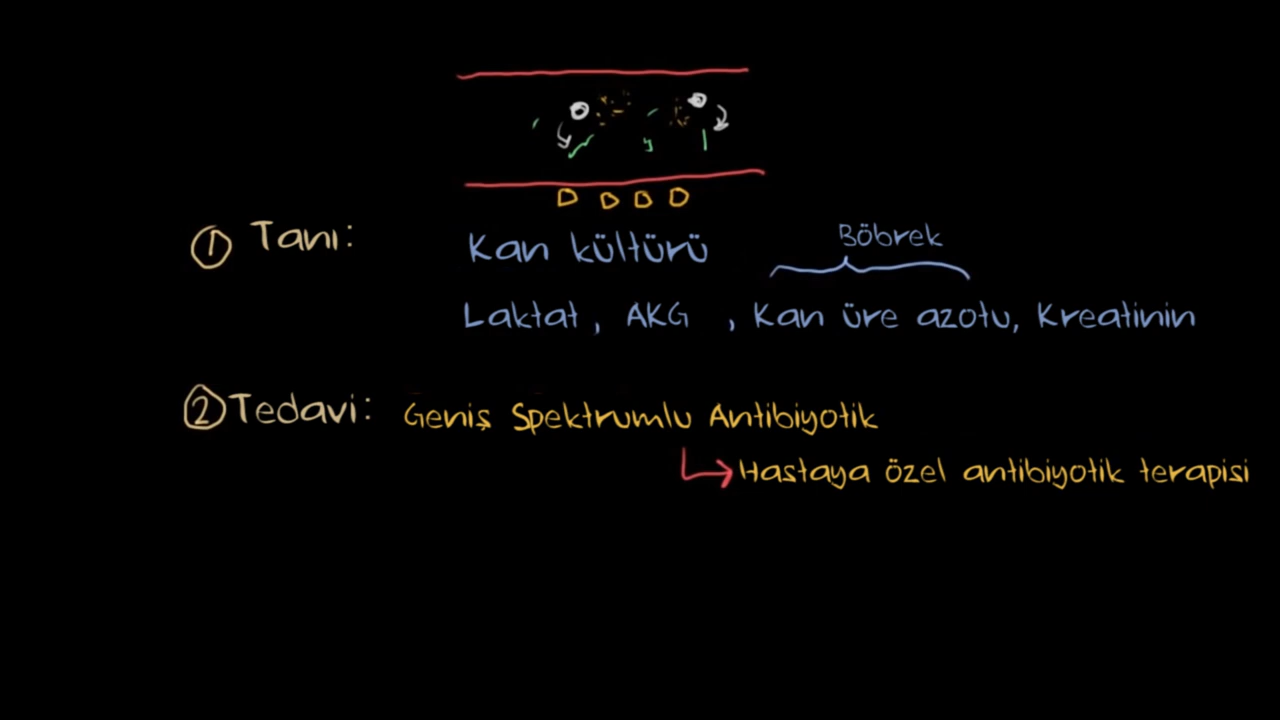 ① Tanı:
Kan kültürü
Böbrek
Laktat, AKG , Kan üre azotu, Kreatinin
② Tedavi: Geniş Spektrumlu Antibiyotik
Hastaya özel antibiyotik terapisi